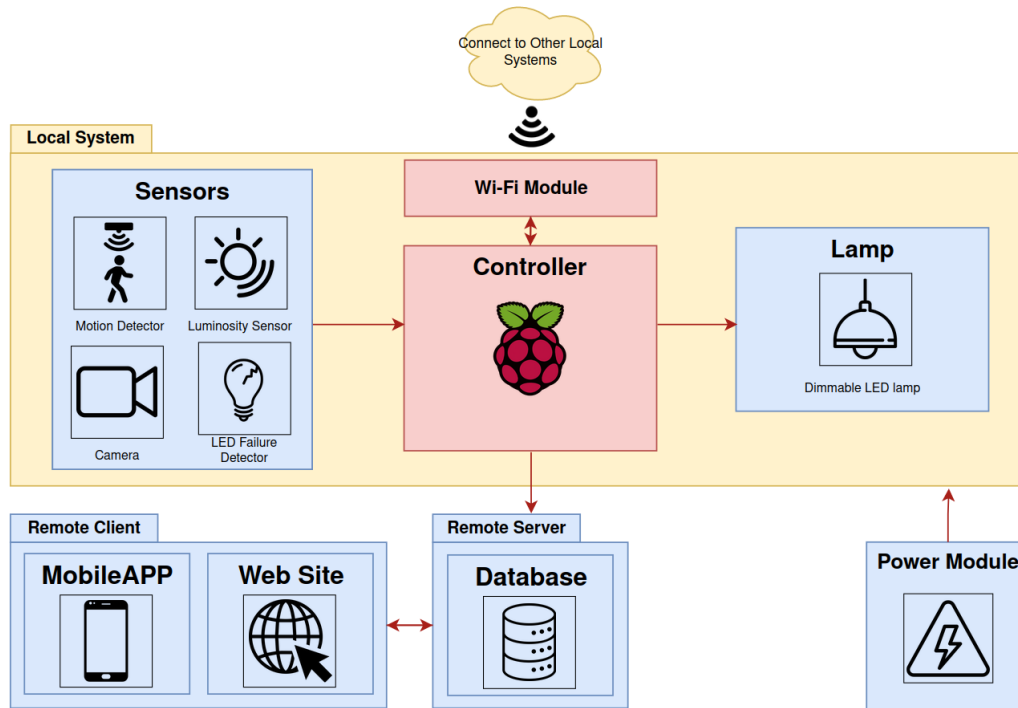 Connect to Other Local
Systems
Local System
Sensors
Motion Detector
Luminosity Sensor
Camera
LED Failure
Detector
Wi-Fi Module
Controller
Lamp
Dimmable LED lamp
Remote Client
MobileAPP
Web Site
Remote Server
Database
Power Module